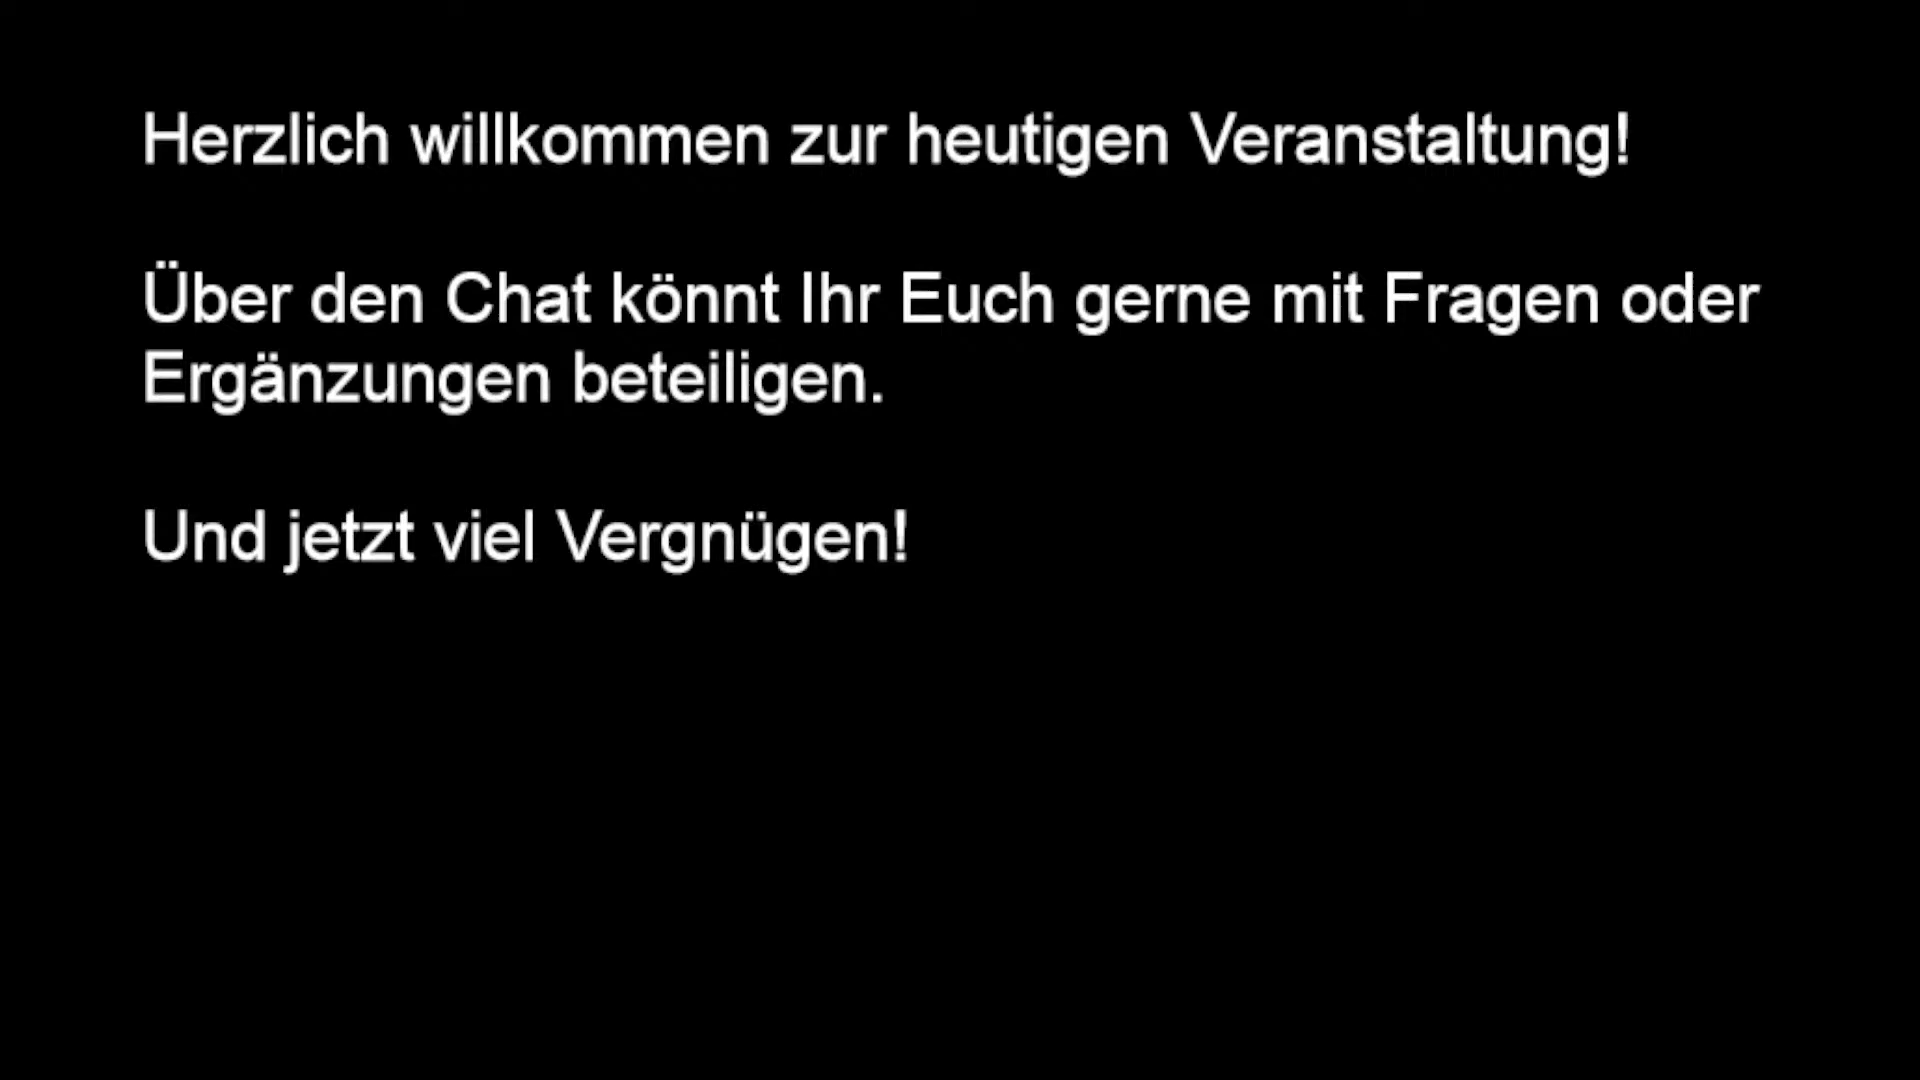 Herzlich willkommen zur heutigen Veranstaltung!
Über den Chat könnt Ihr Euch gerne mit Fragen oder
Ergänzungen beteiligen.
Und jetzt viel Vergnügen!